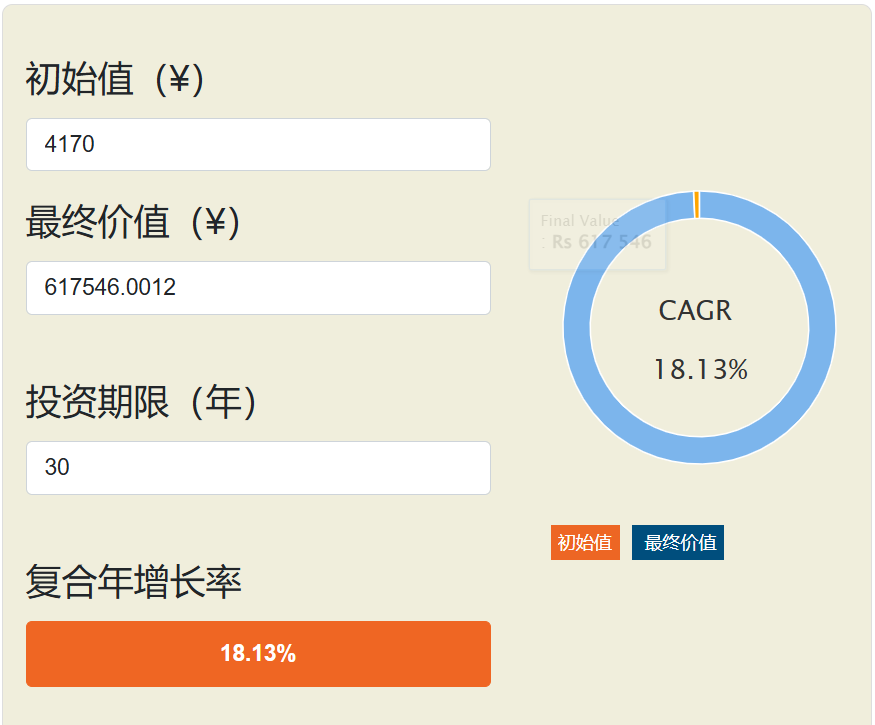 初始值（¥）
4170
最终价值（¥）
617546.0012
投资期限（年）
30
复合年增长率
18.13%
Final Value
: Rs 617 546
CAGR
18.13%
初始值
最终价值